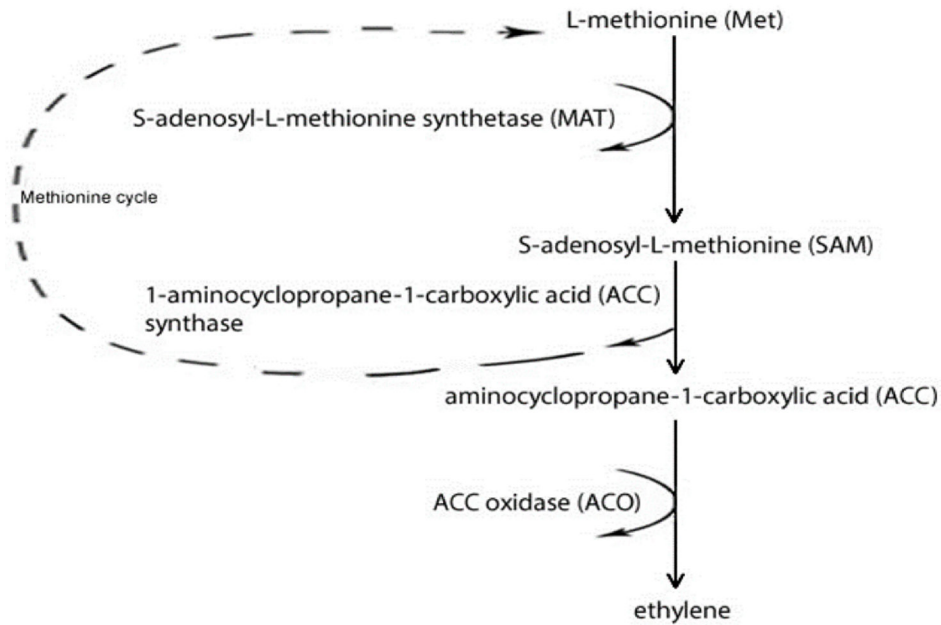 L-methionine (Met)
S-adenosyl-L-methionine synthetase (MAT)
Methionine cycle
S-adenosyl-L-methionine (SAM)
1-aminocyclopropane-1-carboxylic acid (ACC)
synthase
aminocyclopropane-1-carboxylic acid (ACC)
ACC oxidase (ACO)
ethylene